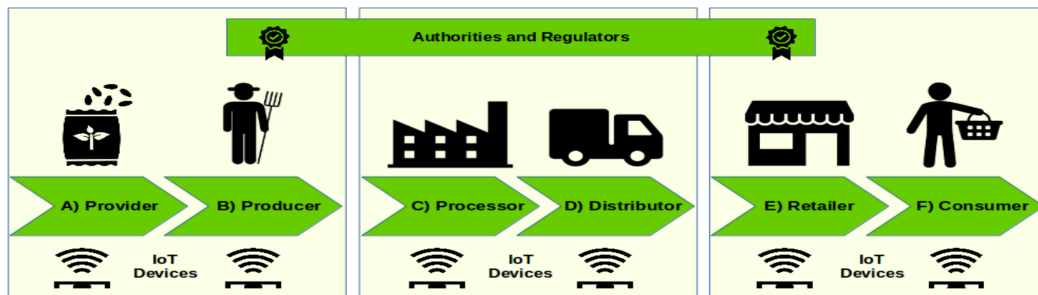 Authorities and Regulators
A) Provider
B) Producer
C) Processor
D) Distributor
E) Retailer
F) Consumer
IoT
Devices
IoT
Devices
IoT
Devices